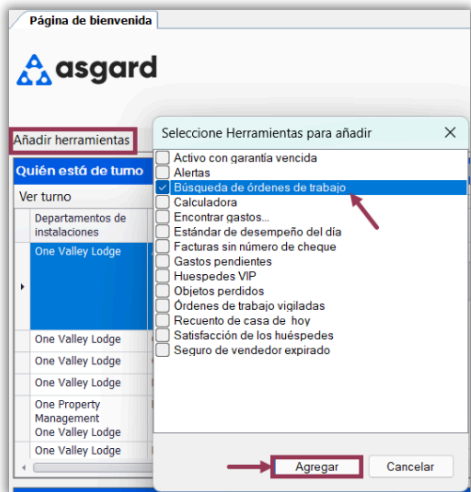 Página de bienvenida
asgard
Añadir herramientas
Quién está de turno
Ver turno
Departamentos de
instalaciones
One Valley Lodge
One Valley Lodge
One Valley Lodge
One Property
Management
One Valley Lodge
One Valley Lodge
Seleccione Herramientas para añadir
Activo con garantía vencida
Alertas
Búsqueda de órdenes de trabajo
Calculadora
Encontrar gastos...
Estándar de desempeño del día
Facturas sin número de cheque
Gastos pendientes
Huespedes VIP
Objetos perdidos
Órdenes de trabajo vigiladas
Recuento de casa de hoy
Satisfacción de los huéspedes
Seguro de vendedor expirado
Agregar
Cancelar